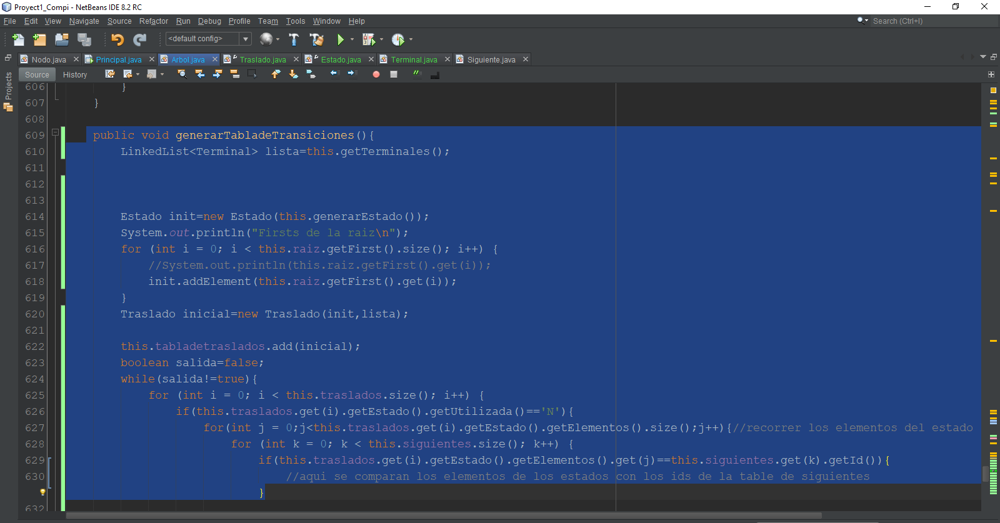 Proyect1_Compi - NetBeans IDE 8.2 RC
File Edit View Navigate Source Refactor Run Debug Profile Team Tools Window Help
Search (Ctrl+I)
<default config>
Nodo.java Principal.java Arbol.java Traslado.java Estado.java Terminal.java Siguiente.java
Source History
Projects
606 }
607 }
608
609 public void generarTabladeTransiciones(){
610 LinkedList<Terminal> lista=this.getTerminales();
611
612
613
614 Estado init=new Estado(this.generarEstado());
615 System.out.println("Firsts de la raiz\n");
616 for (int i = 0; i < this.raiz.getFirst().size(); i++) {
617 //System.out.println(this.raiz.getFirst().get(i));
618 init.addElement(this.raiz.getFirst().get(i));
619 }
620 Traslado inicial=new Traslado(init,lista);
621
622 this.tabladetraslados.add(inicial);
623 boolean salida=false;
624 while(salida!=true){
625 for (int i = 0; i < this.traslados.size(); i++) {
626 if(this.traslados.get(i).getEstado().getUtilizada()=='N'){
627 for(int j = 0;j<this.traslados.get(i).getEstado().getElementos().size();j++){//recorrer los elementos del estado
628 for (int k = 0; k < this.siguientes.size(); k++) {
629 if(this.traslados.get(i).getEstado().getElementos().get(j)==this.siguientes.get(k).getId()){
630 //aqui se comparan los elementos de los estados con los ids de la table de siguientes
}
632